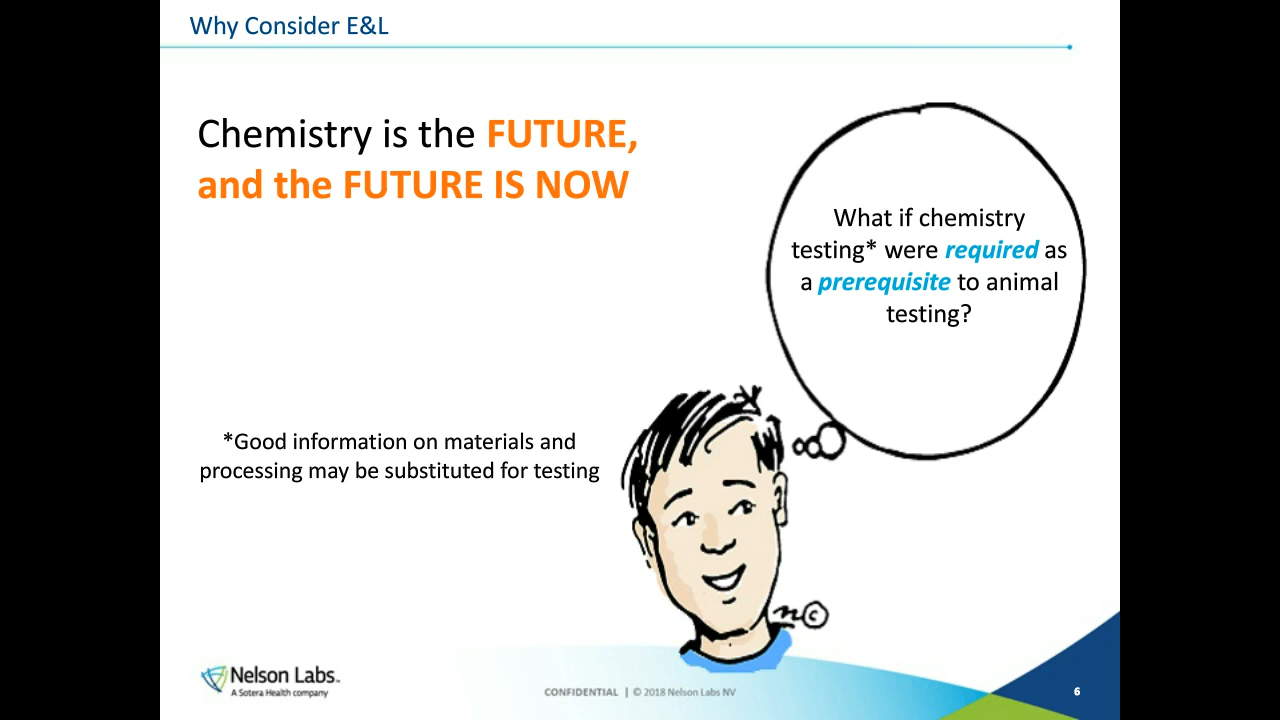 Why Consider E&L
Chemistry is the FUTURE,
and the FUTURE IS NOW
What if chemistry
testing* were required as
a prerequisite to animal
testing?
*Good information on materials and
processing may be substituted for testing
n©
Nelson Labs™
A Sotera Health company
CONFIDENTIAL | © 2018 Nelson Labs NV
6